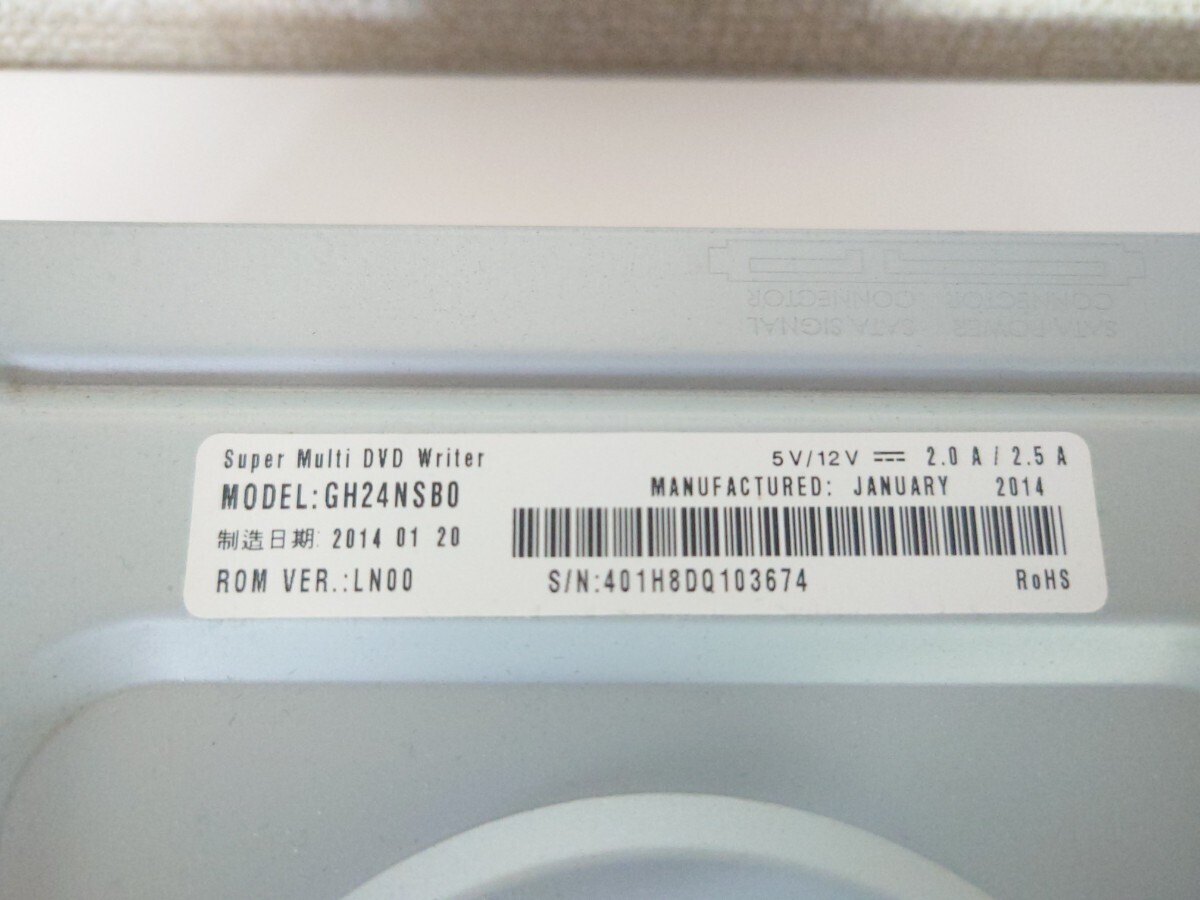 SATA SIGNAL SATA POWER
CONNECTOR CONNECTOR
Super Multi DVD Writer
5V/12V ⎓ 2.0 A / 2.5 A
MODEL:GH24NSB0
MANUFACTURED: JANUARY 2014
制造日期: 2014 01 20
ROM VER.:LN00
S/N:401H8DQ103674
RoHS